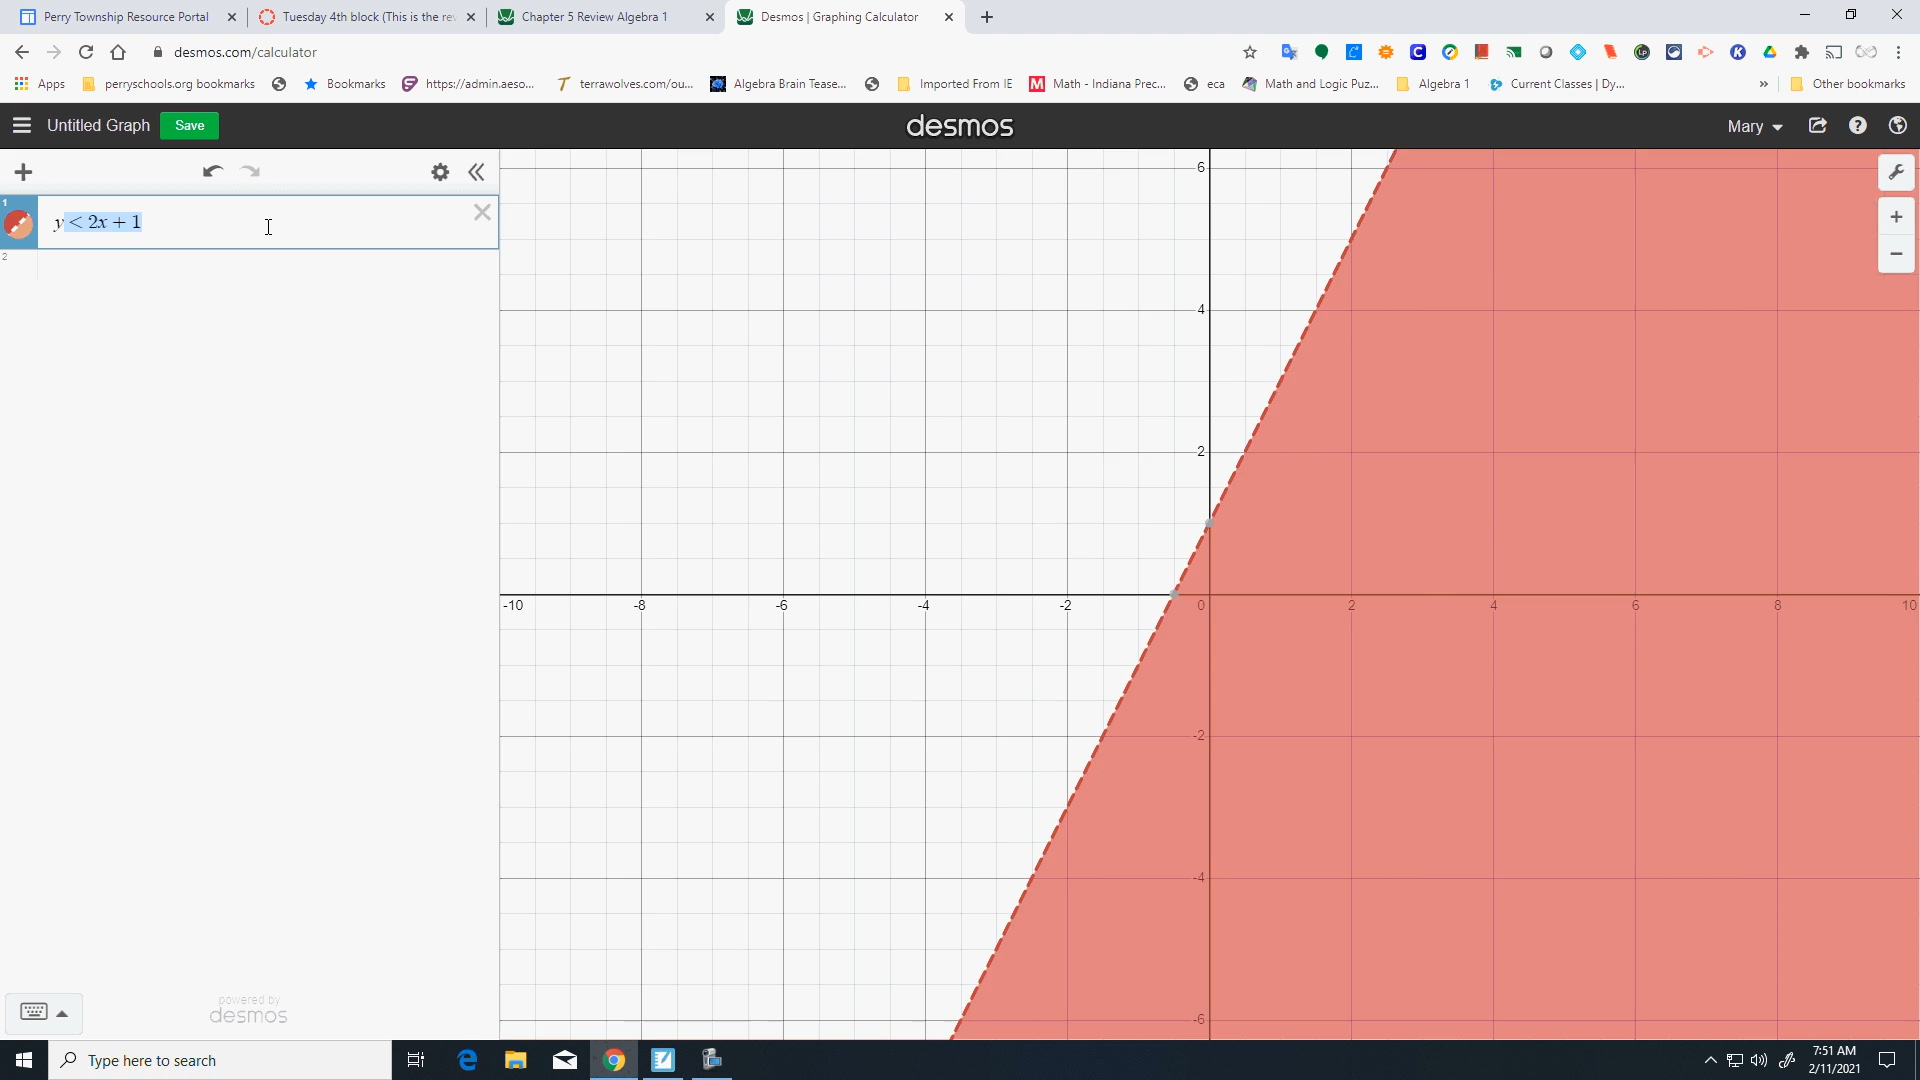 Perry Township Resource Portal
Tuesday 4th block (This is the rev
Chapter 5 Review Algebra 1
Desmos | Graphing Calculator
desmos.com/calculator
Apps
perryschools.org bookmarks
Bookmarks
https://admin.aeso...
terrawolves.com/ou...
Algebra Brain Tease...
Imported From IE
Math - Indiana Prec...
eca
Math and Logic Puz...
Algebra 1
Current Classes | Dy...
»
Other bookmarks
Untitled Graph
Save
desmos
Mary
1
y < 2x + 1
2
6
4
2
-10 -8 -6 -4 -2 0 2 4 6 8 10
-2
-4
-6
powered by
desmos
Type here to search
7:51 AM
2/11/2021